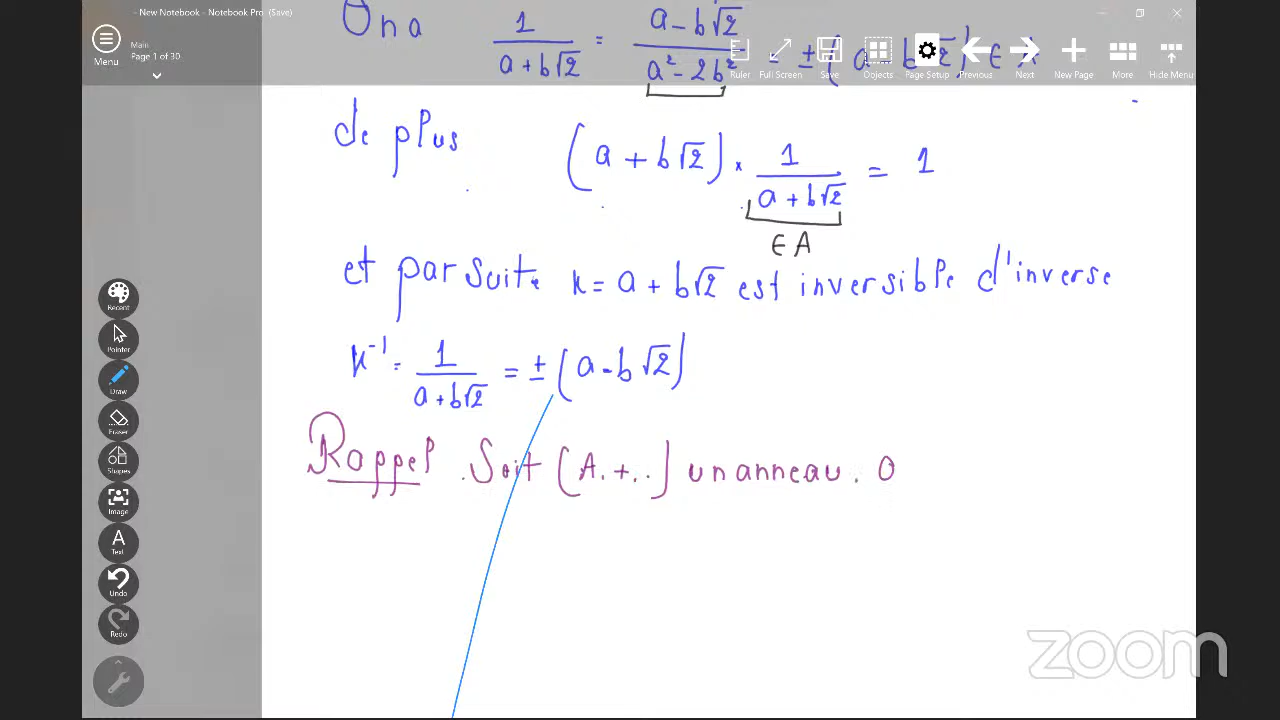 - New Notebook - Notebook Pro (Save)
Menu
Main
Page 1 of 30
Ruler
Full Screen
Save
Objects
Page Setup
Previous
Next
New Page
More
Hide Menu
On a 1/(a+b√2) = (a-b√2)/(a²-2b²) = ±(a-b√2) ∈ A
de plus (a+b√2) × 1/(a+b√2) = 1
∈ A
et par suite x = a+b√2 est inversible d'inverse
x⁻¹ = 1/(a+b√2) = ±(a-b√2)
Rappel . Soit (A.+..) un anneau. O
Recent
Pointer
Draw
Eraser
Shapes
Image
A
Text
Undo
Redo
zoom